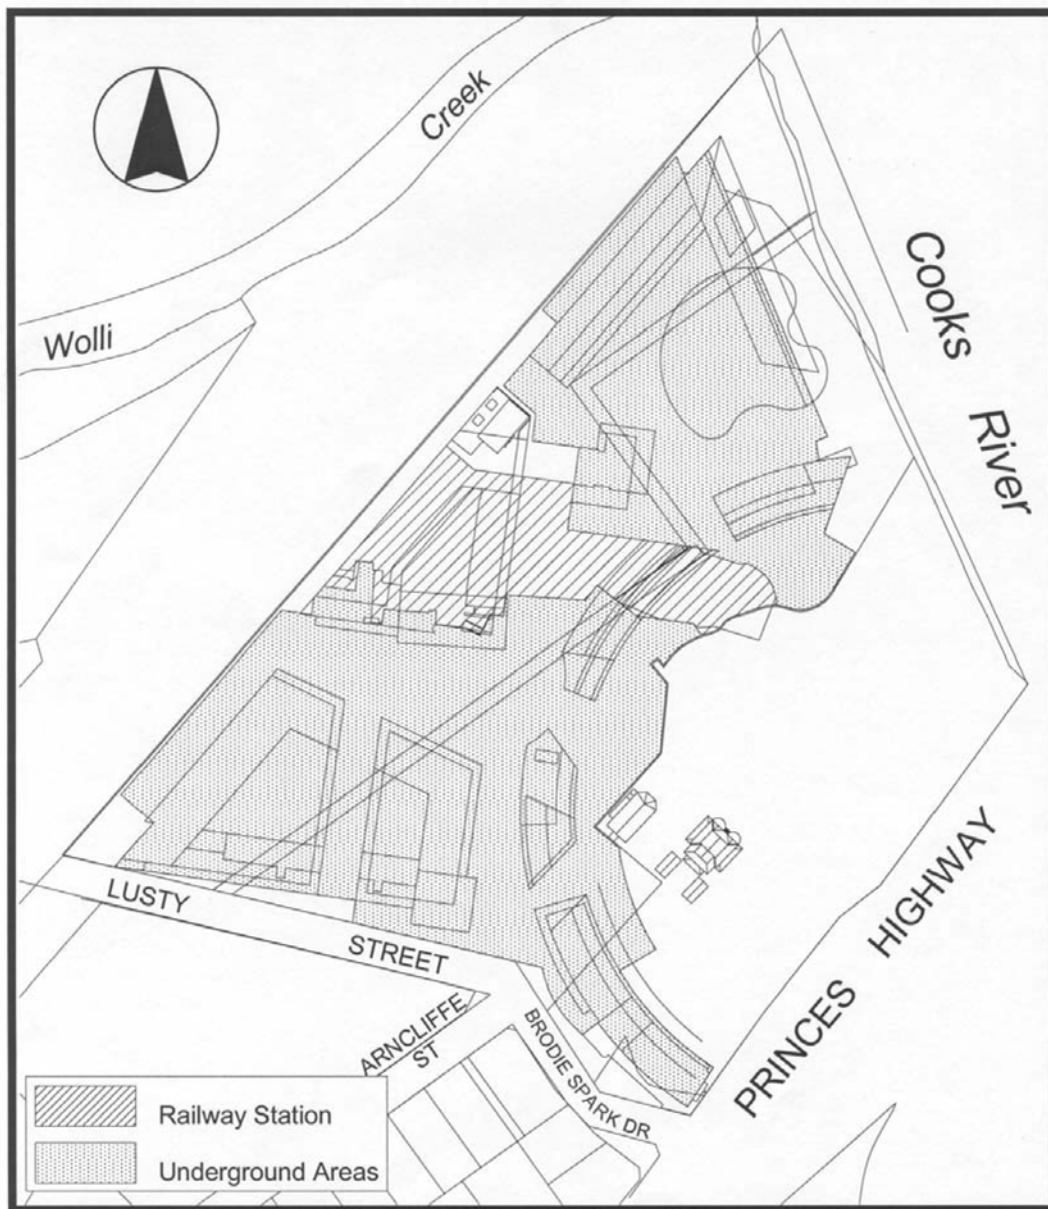 Creek
Wolli
Cooks
River
PRINCES HIGHWAY
LUSTY
STREET
ARNCLIFFE
ST
BRODIE SPARK DR
Railway Station
Underground Areas